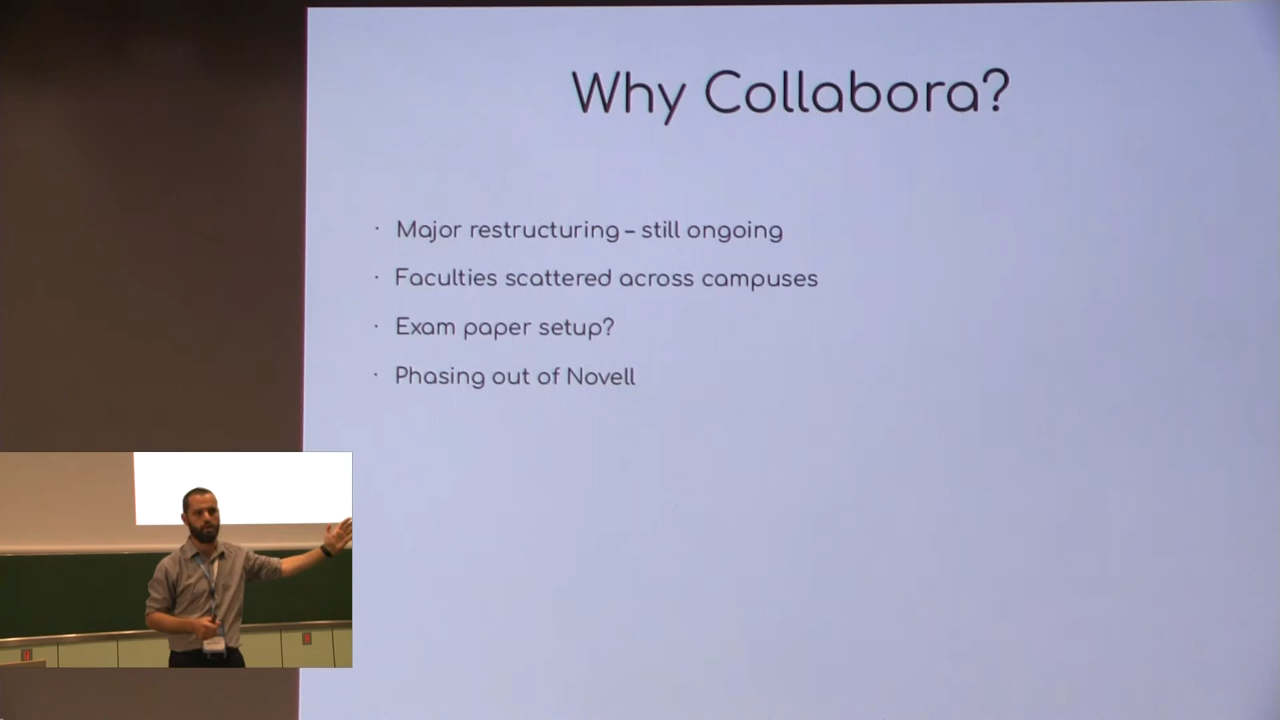 Why Collabora?
· Major restructuring – still ongoing
· Faculties scattered across campuses
· Exam paper setup?
· Phasing out of Novell